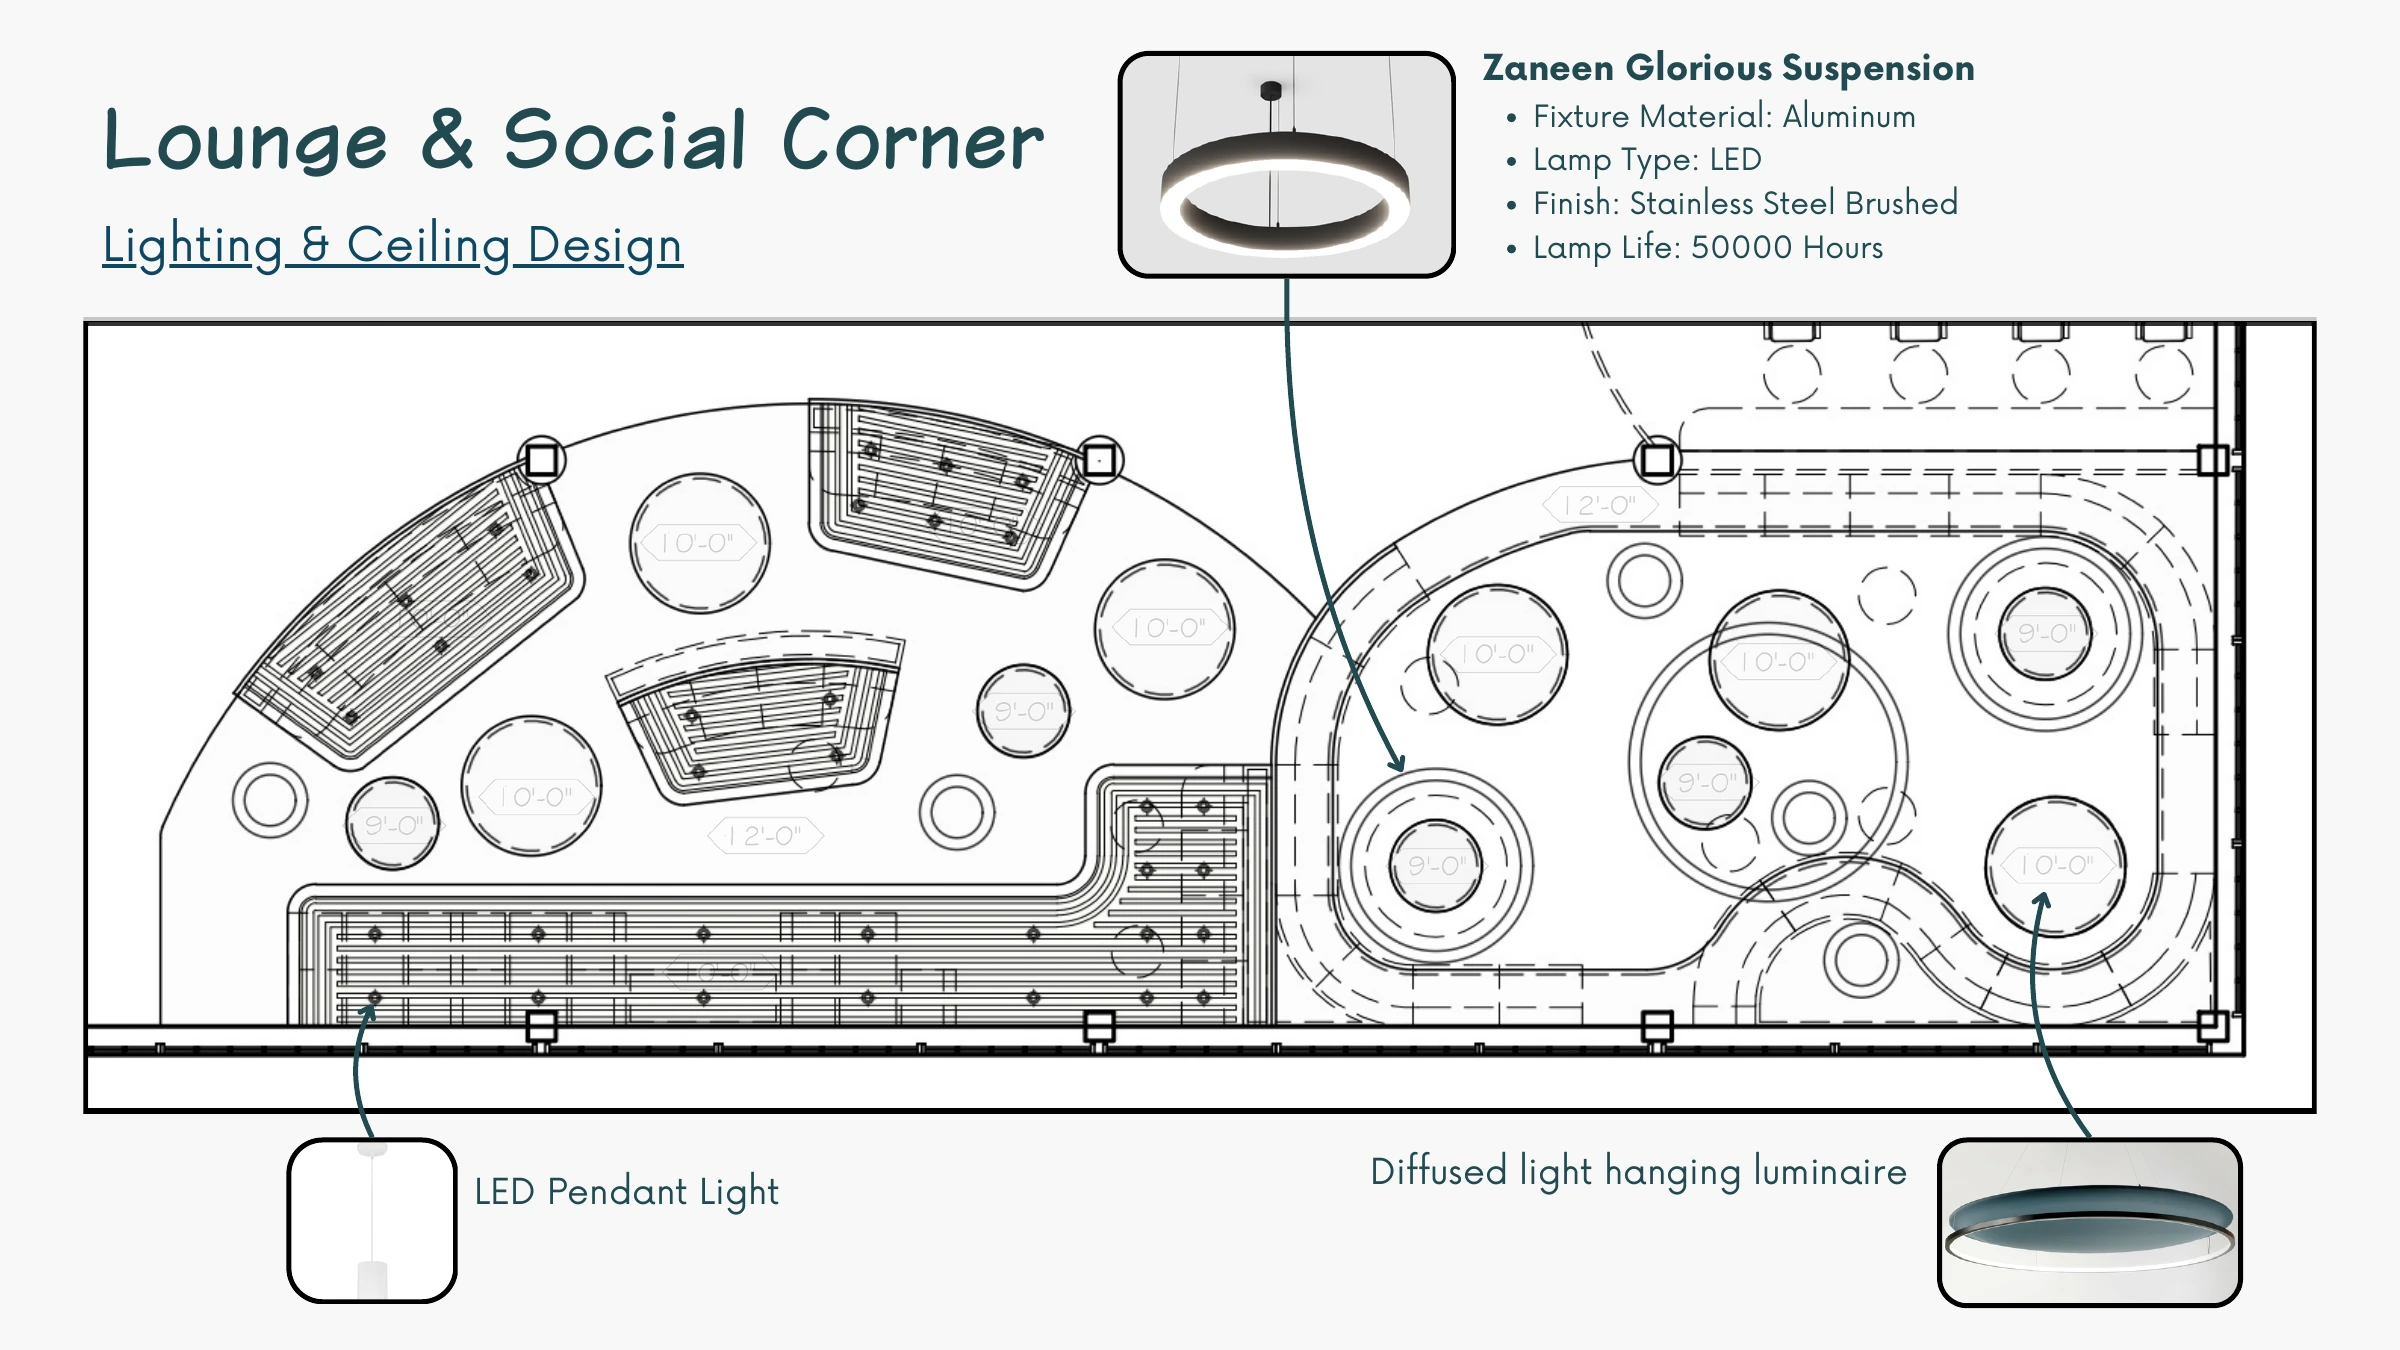 Lounge & Social Corner
Lighting & Ceiling Design
Zaneen Glorious Suspension
• Fixture Material: Aluminum
• Lamp Type: LED
• Finish: Stainless Steel Brushed
• Lamp Life: 50000 Hours
12'-0"
10'-0"
10'-0"
10'-0"
10'-0"
9'-0"
9'-0"
9'-0"
10'-0"
9'-0"
12'-0"
9'-0"
10'-0"
10'-0"
10'-0"
LED Pendant Light
Diffused light hanging luminaire